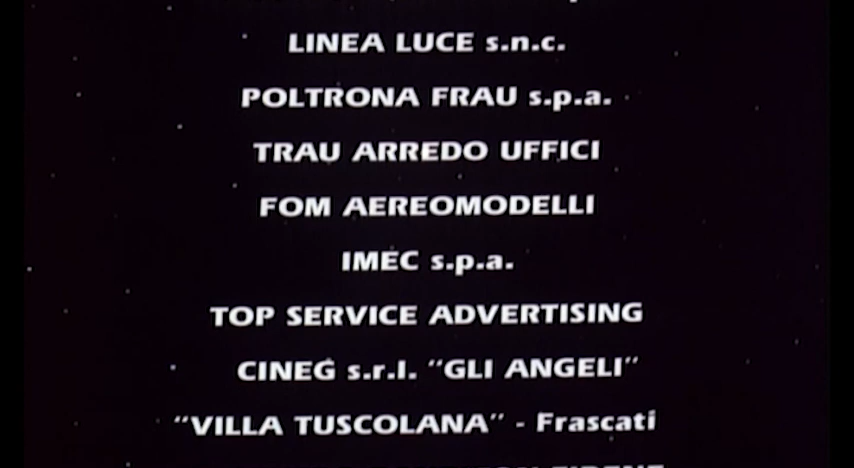 LINEA LUCE s.n.c.
POLTRONA FRAU s.p.a.
TRAU ARREDO UFFICI
FOM AEREOMODELLI
IMEC s.p.a.
TOP SERVICE ADVERTISING
CINEG s.r.l. "GLI ANGELI"
"VILLA TUSCOLANA" - Frascati